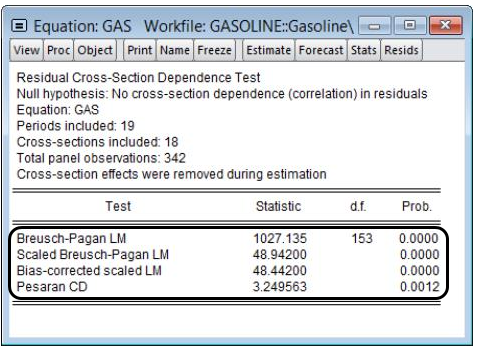 Equation: GAS Workfile: GASOLINE::Gasoline\
View Proc Object Print Name Freeze Estimate Forecast Stats Resids
Residual Cross-Section Dependence Test
Null hypothesis: No cross-section dependence (correlation) in residuals
Equation: GAS
Periods included: 19
Cross-sections included: 18
Total panel observations: 342
Cross-section effects were removed during estimation
Test Statistic d.f. Prob.
Breusch-Pagan LM 1027.135 153 0.0000
Scaled Breusch-Pagan LM 48.94200 0.0000
Bias-corrected scaled LM 48.44200 0.0000
Pesaran CD 3.249563 0.0012